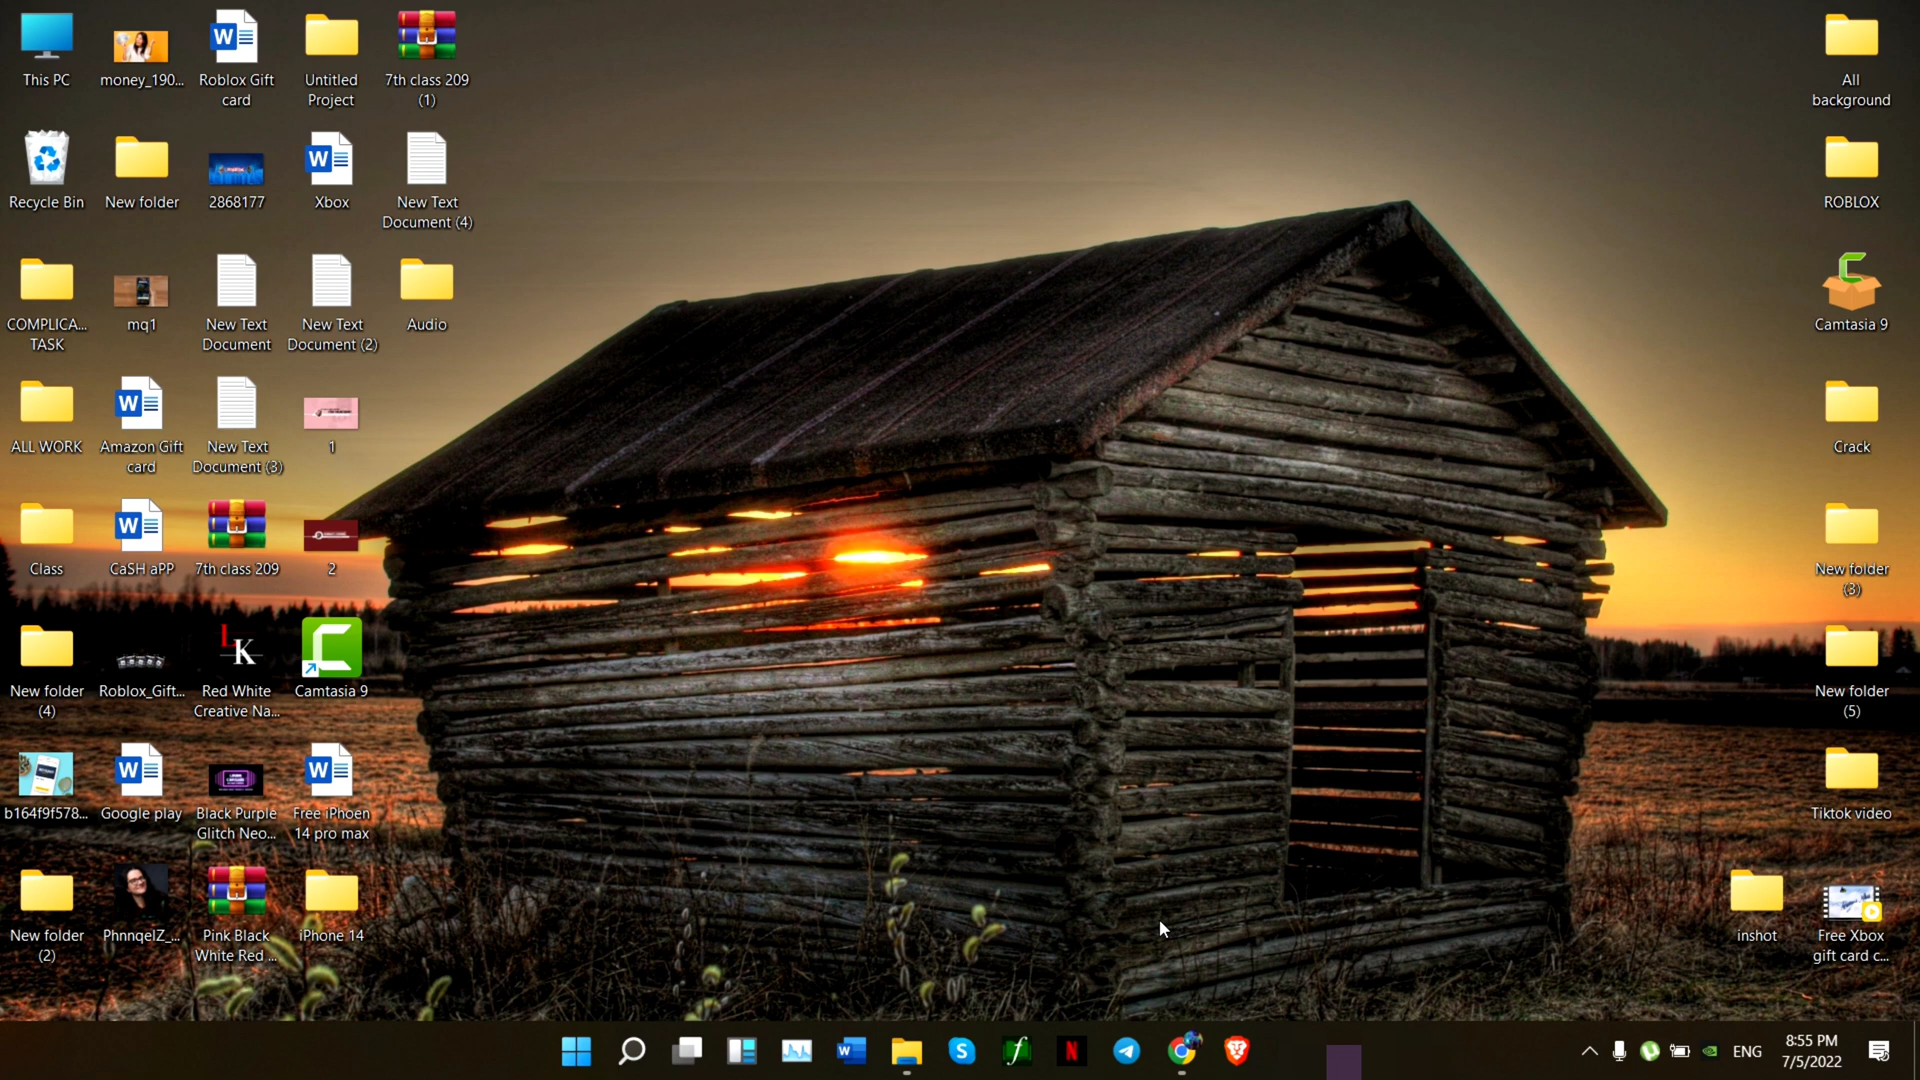 This PC
money_190...
Roblox Gift
card
Untitled
Project
7th class 209
(1)
All
background
Recycle Bin
New folder
2868177
Xbox
New Text
Document (4)
ROBLOX
COMPLICA...
TASK
mq1
New Text
Document
New Text
Document (2)
Audio
Camtasia 9
ALL WORK
Amazon Gift
card
New Text
Document (3)
1
Crack
Class
CaSH aPP
7th class 209
2
New folder
(3)
New folder
(4)
Roblox_Gift...
LK
Red White
Creative Na...
Camtasia 9
New folder
(5)
b164f9f578...
Google play
Black Purple
Glitch Neo...
Free iPhoen
14 pro max
Tiktok video
New folder
(2)
PhnnqelZ_...
Pink Black
White Red ...
iPhone 14
inshot
Free Xbox
gift card c...
ENG
8:55 PM
7/5/2022